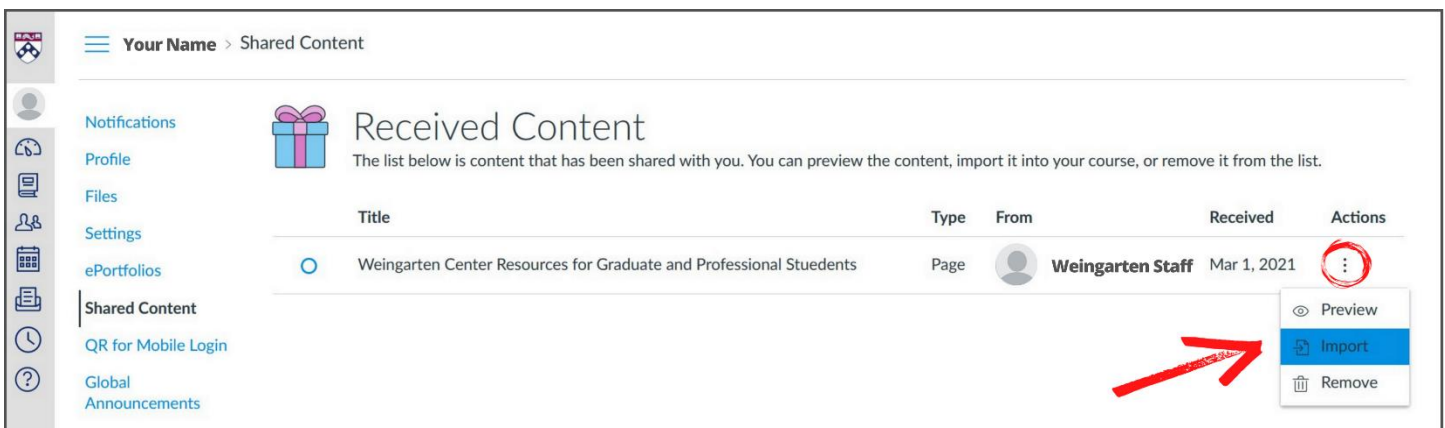 Your Name > Shared Content
Notifications
Profile
Files
Settings
ePortfolios
Shared Content
QR for Mobile Login
Global
Announcements
Received Content
The list below is content that has been shared with you. You can preview the content, import it into your course, or remove it from the list.
Title Type From Received Actions
Weingarten Center Resources for Graduate and Professional Stuedents Page Weingarten Staff Mar 1, 2021
Preview
Import
Remove